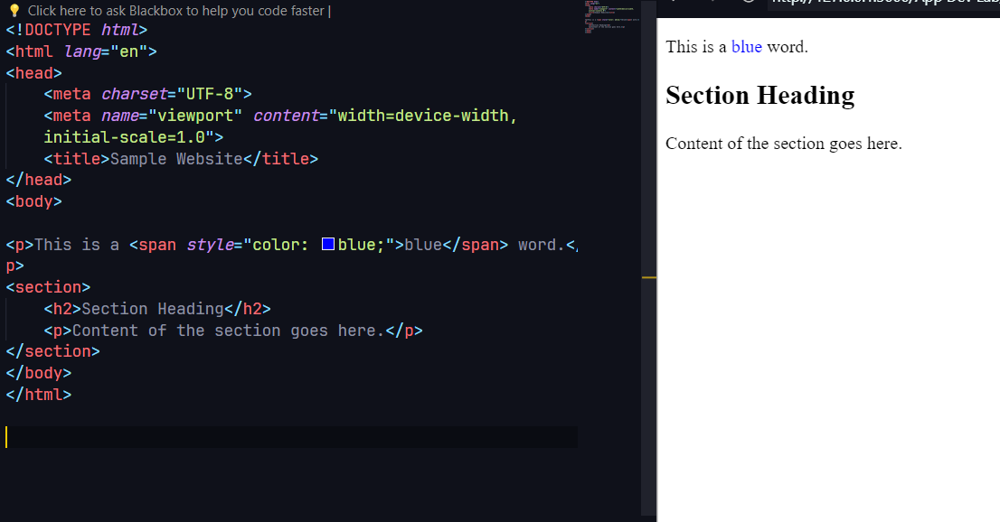 Click here to ask Blackbox to help you code faster |
<!DOCTYPE html>
<html lang="en">
<head>
<meta charset="UTF-8">
<meta name="viewport" content="width=device-width,
initial-scale=1.0">
<title>Sample Website</title>
</head>
<body>
<p>This is a <span style="color: blue;">blue</span> word.</
p>
<section>
<h2>Section Heading</h2>
<p>Content of the section goes here.</p>
</section>
</body>
</html>
This is a blue word.
Section Heading
Content of the section goes here.